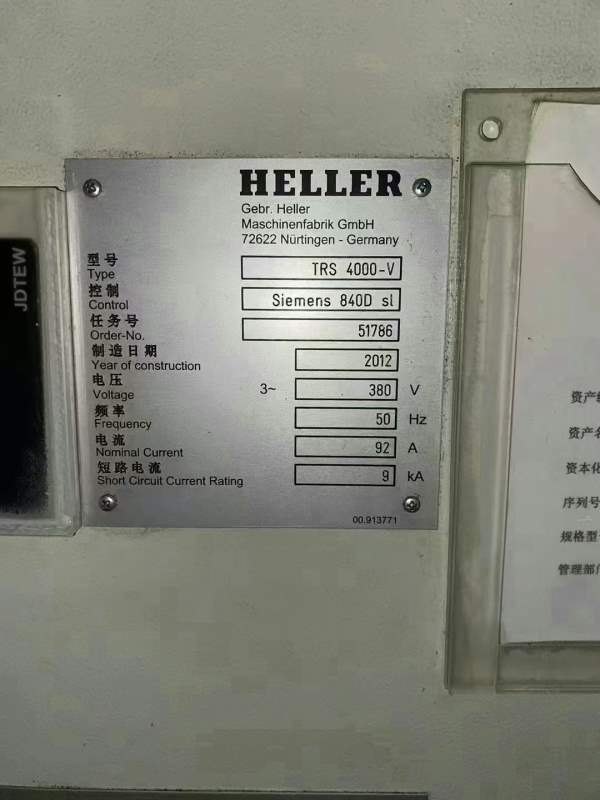 HELLER
Gebr. Heller
Maschinenfabrik GmbH
72622 Nürtingen - Germany
型号
Type TRS 4000-V
控制
Control Siemens 840D sl
任务号
Order-No. 51786
制造日期
Year of construction 2012
电压
Voltage 3~ 380 V
频率
Frequency 50 Hz
电流
Nominal Current 92 A
短路电流
Short Circuit Current Rating 9 kA
00.913771
JDTEW
资产
资产
资本化
序列号
规格型
管理部门